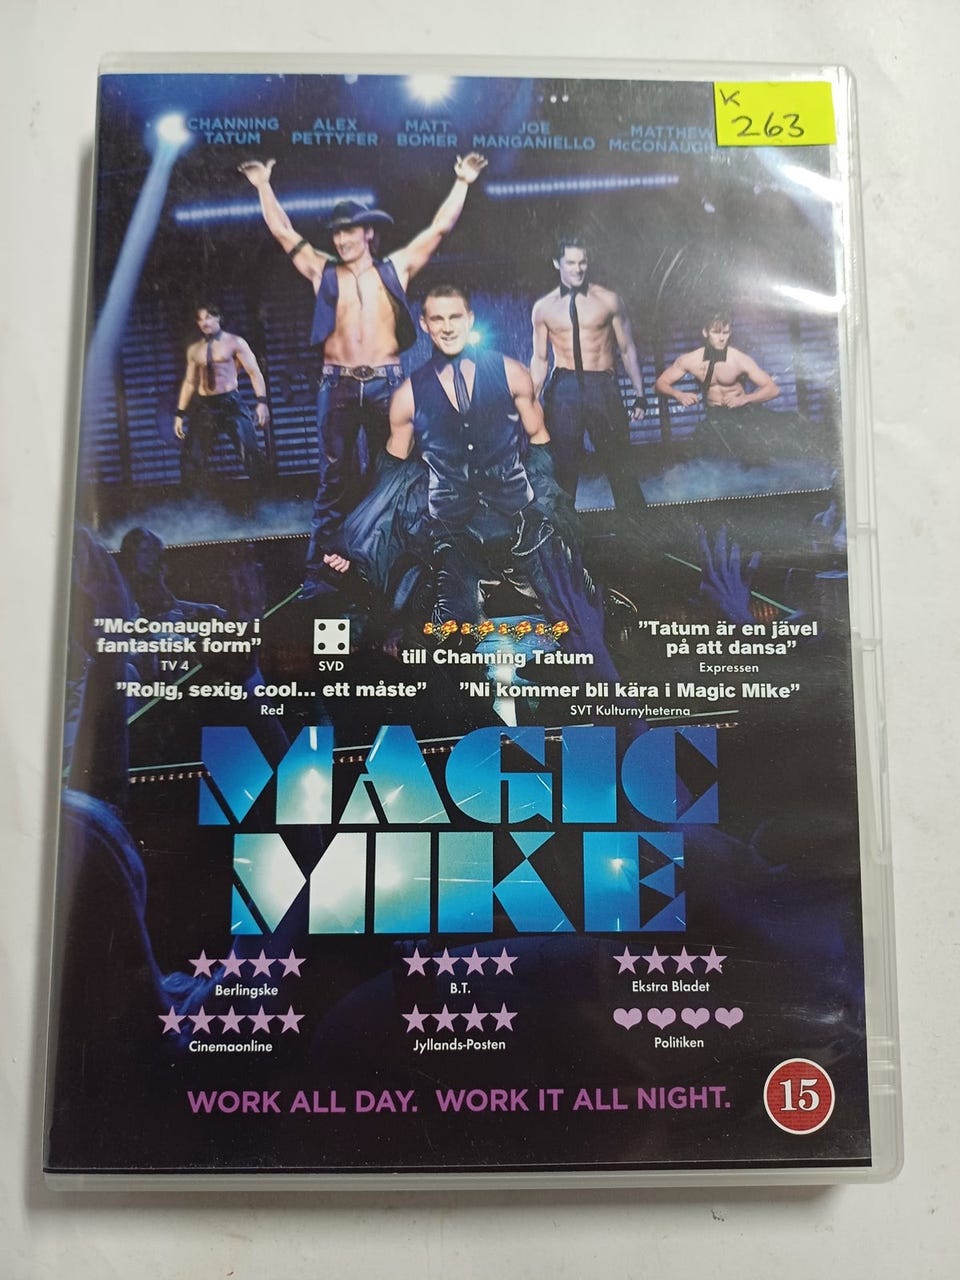 K
263
CHANNING TATUM
ALEX PETTYFER
MATT BOMER
JOE MANGANIELLO
MATTHEW
"McConaughey i
fantastisk form"
TV 4
SVD
till Channing Tatum
"Tatum är en jävel
på att dansa"
Expressen
"Rolig, sexig, cool... ett måste"
Red
"Ni kommer bli kära i Magic Mike"
SVT Kulturnyheterna
MAGIC
MIKE
Berlingske
B.T.
Ekstra Bladet
Cinemaonline
Jyllands-Posten
Politiken
WORK ALL DAY. WORK IT ALL NIGHT.
15